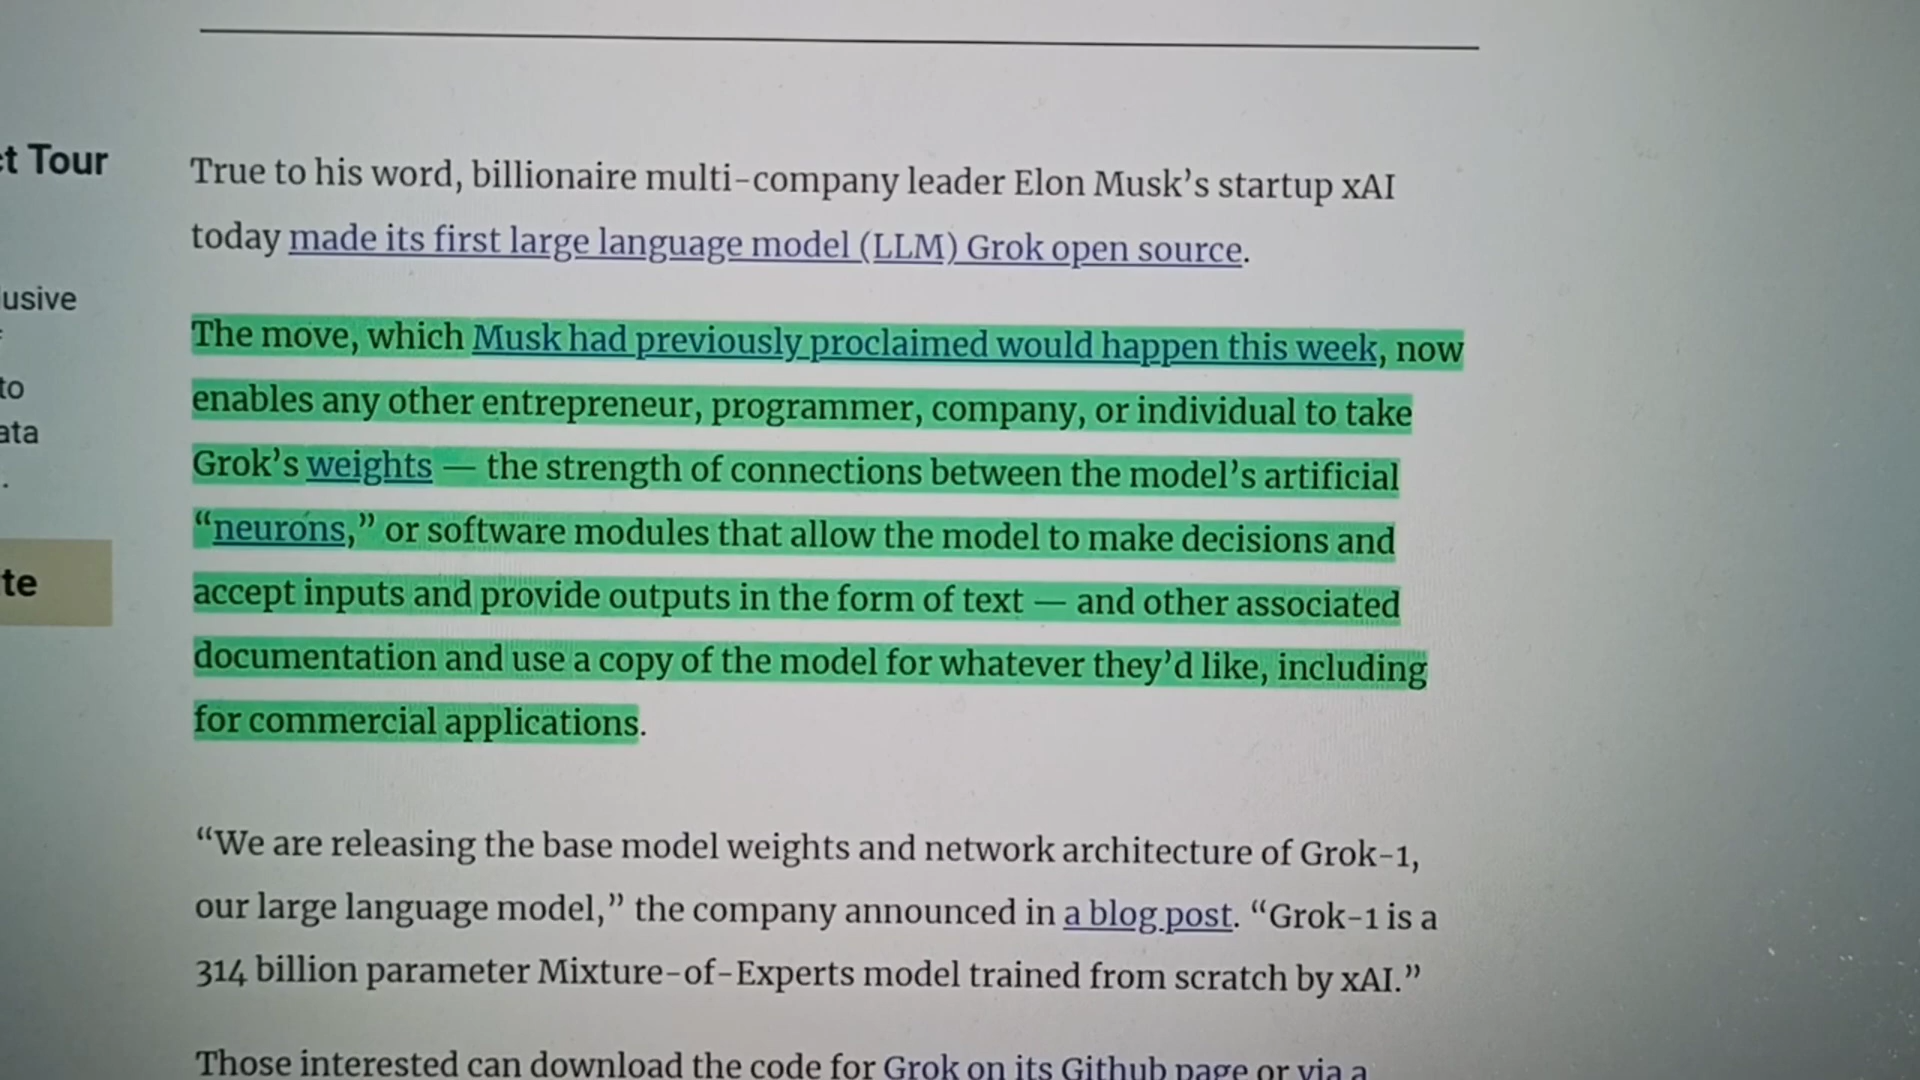 t Tour
lusive
to
ata
.
te
True to his word, billionaire multi-company leader Elon Musk’s startup xAI
today made its first large language model (LLM) Grok open source.
The move, which Musk had previously proclaimed would happen this week, now
enables any other entrepreneur, programmer, company, or individual to take
Grok’s weights — the strength of connections between the model’s artificial
“neurons,” or software modules that allow the model to make decisions and
accept inputs and provide outputs in the form of text — and other associated
documentation and use a copy of the model for whatever they’d like, including
for commercial applications.
“We are releasing the base model weights and network architecture of Grok-1,
our large language model,” the company announced in a blog post. “Grok-1 is a
314 billion parameter Mixture-of-Experts model trained from scratch by xAI.”
Those interested can download the code for Grok on its Github page or via a